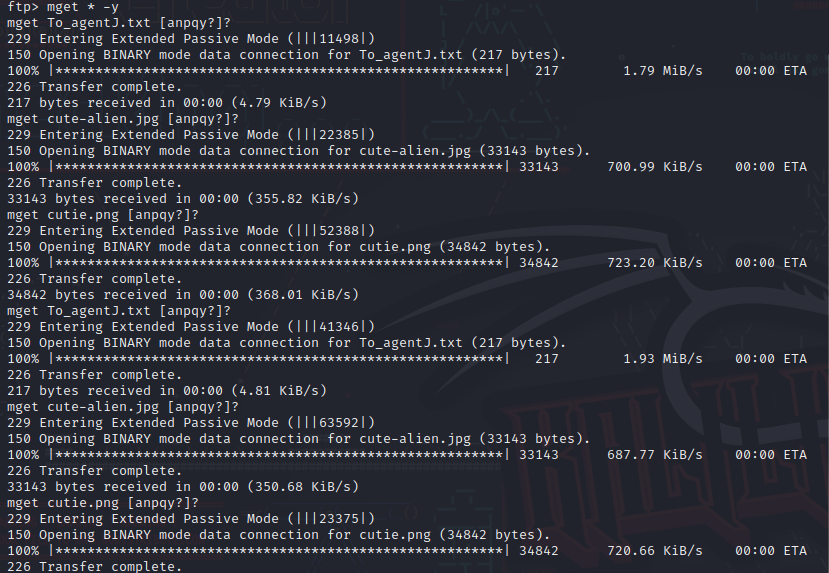 ftp> mget * -y
mget To_agentJ.txt [anpqy?]?
229 Entering Extended Passive Mode (|||11498|)
150 Opening BINARY mode data connection for To_agentJ.txt (217 bytes).
100% |*********************************************************| 217 1.79 MiB/s 00:00 ETA
226 Transfer complete.
217 bytes received in 00:00 (4.79 KiB/s)
mget cute-alien.jpg [anpqy?]?
229 Entering Extended Passive Mode (|||22385|)
150 Opening BINARY mode data connection for cute-alien.jpg (33143 bytes).
100% |*********************************************************| 33143 700.99 KiB/s 00:00 ETA
226 Transfer complete.
33143 bytes received in 00:00 (355.82 KiB/s)
mget cutie.png [anpqy?]?
229 Entering Extended Passive Mode (|||52388|)
150 Opening BINARY mode data connection for cutie.png (34842 bytes).
100% |*********************************************************| 34842 723.20 KiB/s 00:00 ETA
226 Transfer complete.
34842 bytes received in 00:00 (368.01 KiB/s)
mget To_agentJ.txt [anpqy?]?
229 Entering Extended Passive Mode (|||41346|)
150 Opening BINARY mode data connection for To_agentJ.txt (217 bytes).
100% |*********************************************************| 217 1.93 MiB/s 00:00 ETA
226 Transfer complete.
217 bytes received in 00:00 (4.81 KiB/s)
mget cute-alien.jpg [anpqy?]?
229 Entering Extended Passive Mode (|||63592|)
150 Opening BINARY mode data connection for cute-alien.jpg (33143 bytes).
100% |*********************************************************| 33143 687.77 KiB/s 00:00 ETA
226 Transfer complete.
33143 bytes received in 00:00 (350.68 KiB/s)
mget cutie.png [anpqy?]?
229 Entering Extended Passive Mode (|||23375|)
150 Opening BINARY mode data connection for cutie.png (34842 bytes).
100% |*********************************************************| 34842 720.66 KiB/s 00:00 ETA
226 Transfer complete.